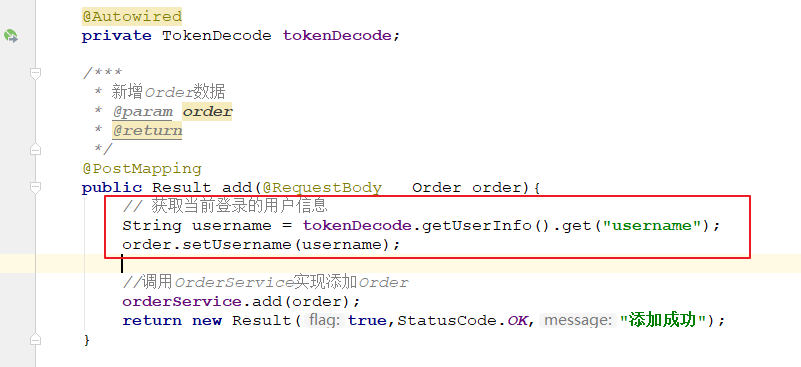 @Autowired
private TokenDecode tokenDecode;
/***
* 新增Order数据
* @param order
* @return
*/
@PostMapping
public Result add(@RequestBody Order order){
// 获取当前登录的用户信息
String username = tokenDecode.getUserInfo().get("username");
order.setUsername(username);
//调用OrderService实现添加Order
orderService.add(order);
return new Result( flag: true,StatusCode.OK, message: "添加成功");
}